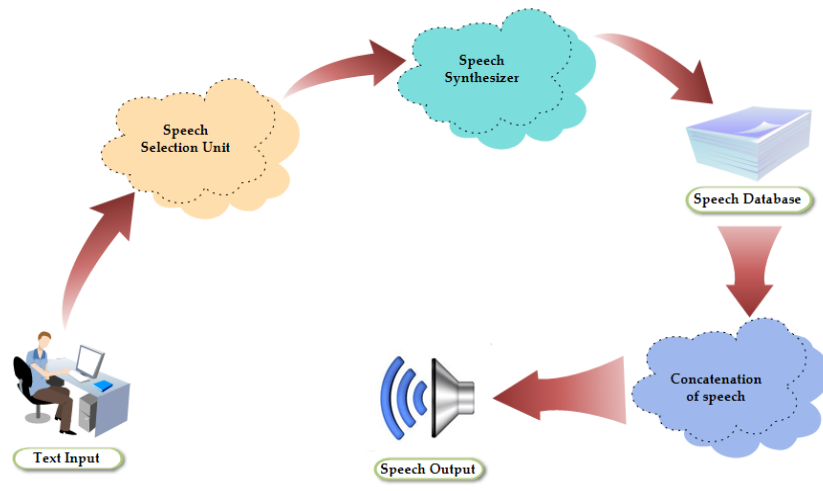 Speech
Synthesizer
Speech
Selection Unit
Speech Database
Concatenation
of speech
Text Input
Speech Output